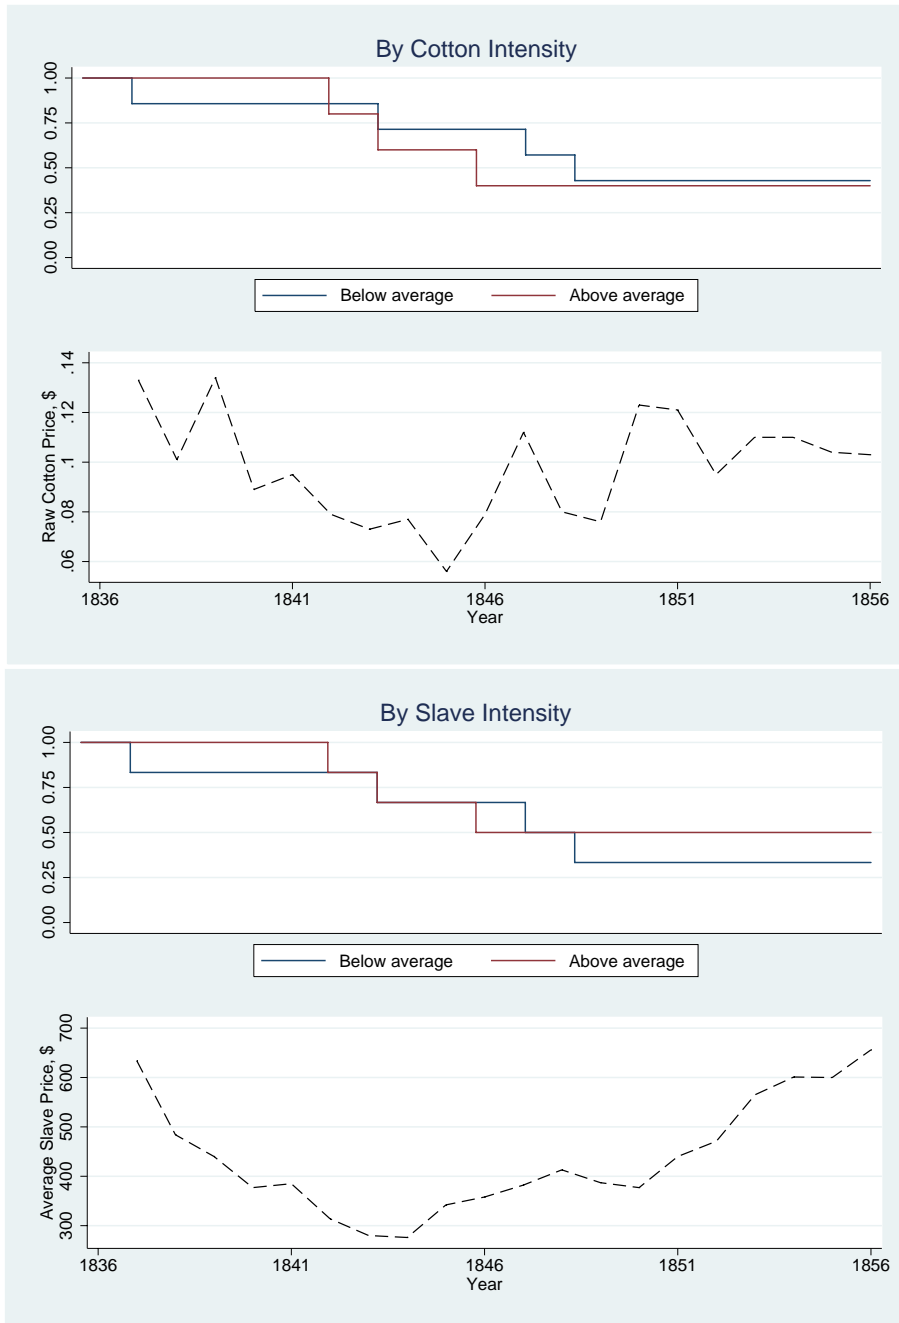 By Cotton Intensity
1.00
0.75
0.50
0.25
0.00
Below average
Above average
Raw Cotton Price, $
.14
.12
.1
.08
.06
1836 1841 1846 1851 1856
Year
By Slave Intensity
1.00
0.75
0.50
0.25
0.00
Below average
Above average
Average Slave Price, $
700
600
500
400
300
1836 1841 1846 1851 1856
Year